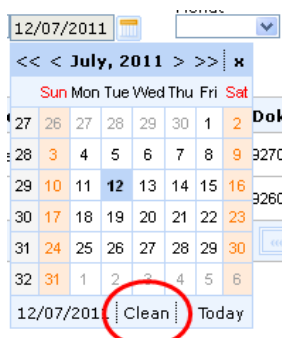 12/07/2011
<< < July, 2011 > >> x
Sun Mon Tue Wed Thu Fri Sat
27 26 27 28 29 30 1 2
Dok
28 3 4 5 6 7 8 9
9270
29 10 11 12 13 14 15 16
9260
30 17 18 19 20 21 22 23
31 24 25 26 27 28 29 30
32 31 1 2 3 4 5 6
12/07/2011 Clean Today